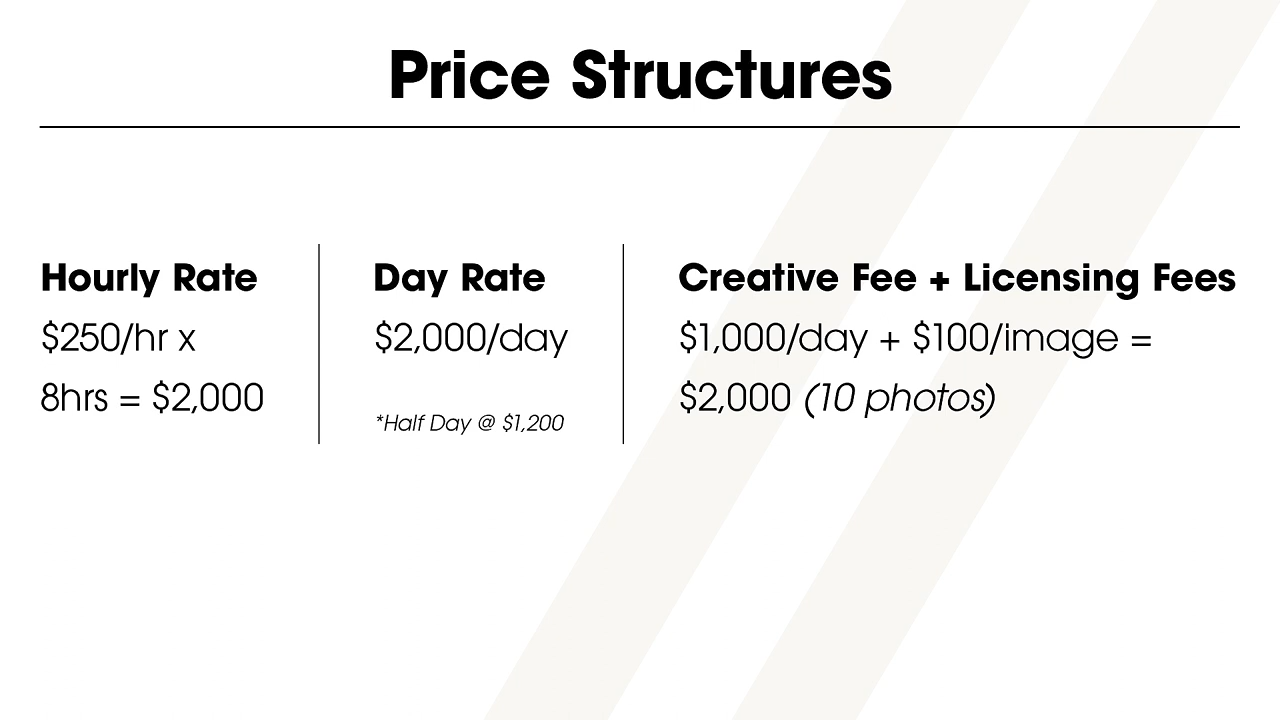 Price Structures
Hourly Rate
$250/hr x
8hrs = $2,000
Day Rate
$2,000/day
*Half Day @ $1,200
Creative Fee + Licensing Fees
$1,000/day + $100/image =
$2,000 (10 photos)